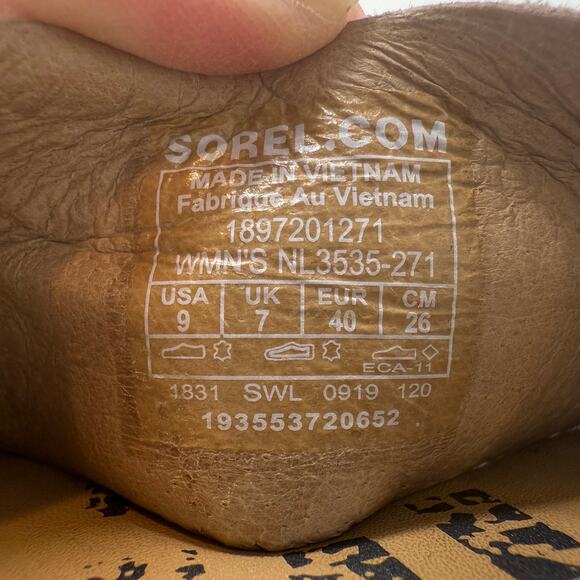 SOREL.COM
MADE IN VIETNAM
Fabriqué Au Vietnam
1897201271
WMN'S NL3535-271
USA UK EUR CM
9 7 40 26
ECA-11
1831 SWL 0919 120
193553720652